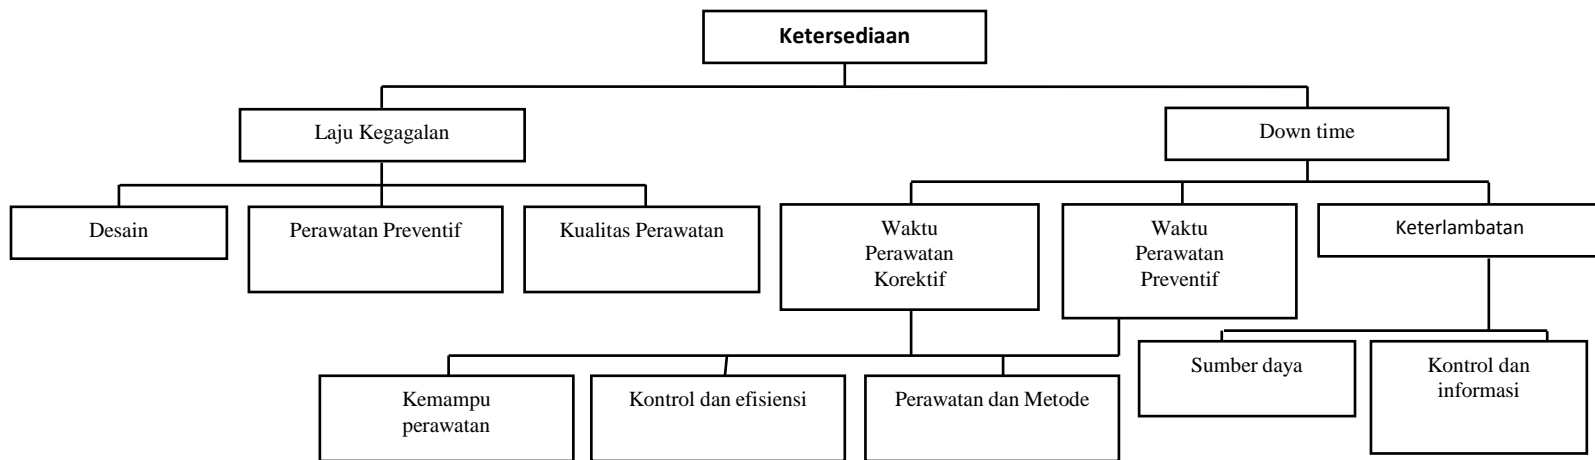 Ketersediaan
Laju Kegagalan
Down time
Desain
Perawatan Preventif
Kualitas Perawatan
Waktu
Perawatan
Korektif
Waktu
Perawatan
Preventif
Keterlambatan
Kemampu
perawatan
Kontrol dan efisiensi
Perawatan dan Metode
Sumber daya
Kontrol dan
informasi